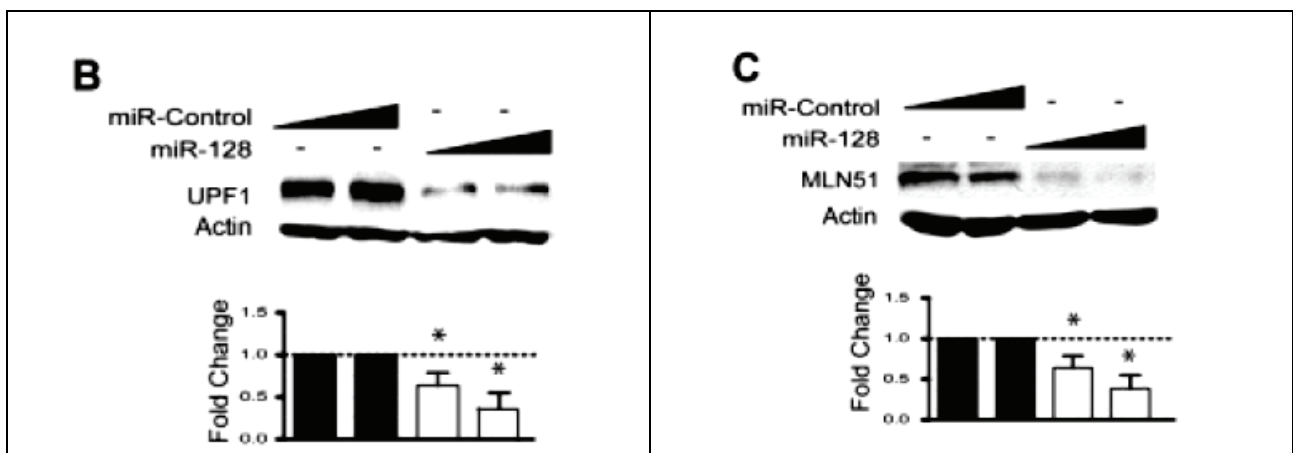 B
miR-Control - -
miR-128 - -
UPF1
Actin
Fold Change
1.5
*
1.0
*
0.5
0.0
C
miR-Control - -
miR-128 - -
MLN51
Actin
Fold Change
1.5
*
1.0
*
0.5
0.0